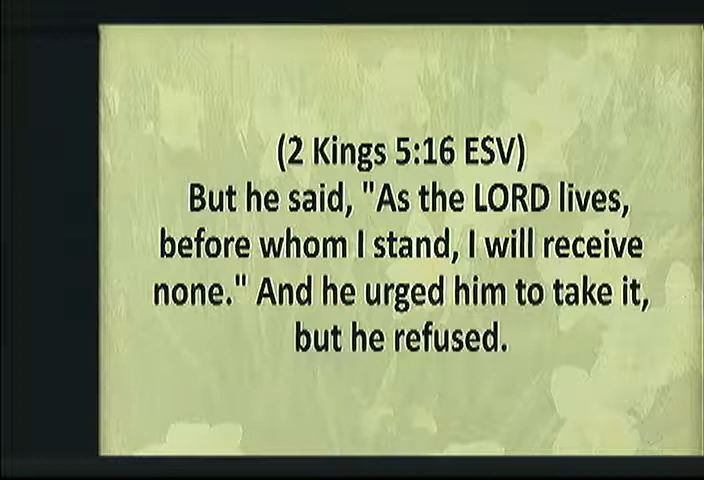 (2 Kings 5:16 ESV)
But he said, "As the LORD lives,
before whom I stand, I will receive
none." And he urged him to take it,
but he refused.